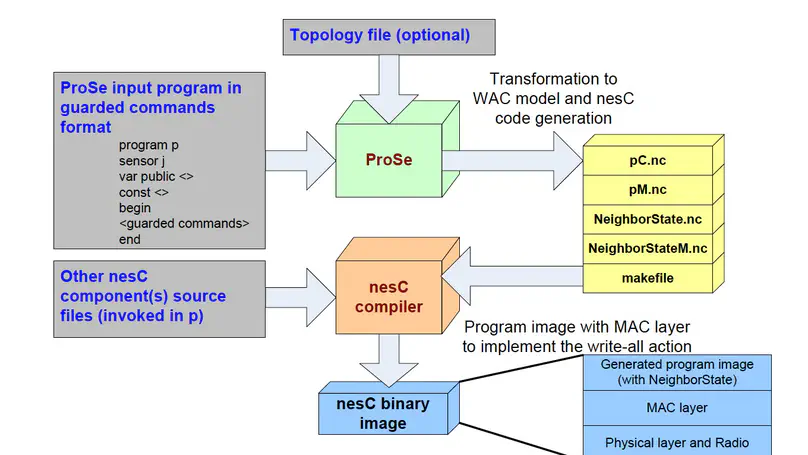 Topology file (optional)
ProSe input program in
guarded commands
format
program p
sensor j
var public <>
const <>
begin
<guarded commands>
end
ProSe
Transformation to
WAC model and nesC
code generation
pC.nc
pM.nc
NeighborState.nc
NeighborStateM.nc
makefile
Other nesC
component(s) source
files (invoked in p)
nesC
compiler
Program image with MAC layer
to implement the write-all action
nesC binary
image
Generated program image
(with NeighborState)
MAC layer
Physical layer and Radio